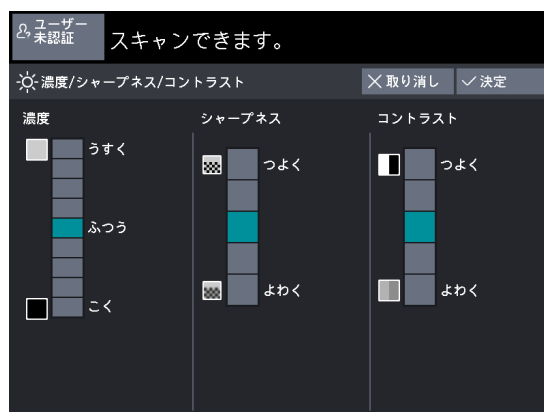 ユーザー
未認証
スキャンできます。
濃度/シャープネス/コントラスト
取り消し
決定
濃度
シャープネス
コントラスト
うすく
つよく
つよく
ふつう
よわく
よわく
こく